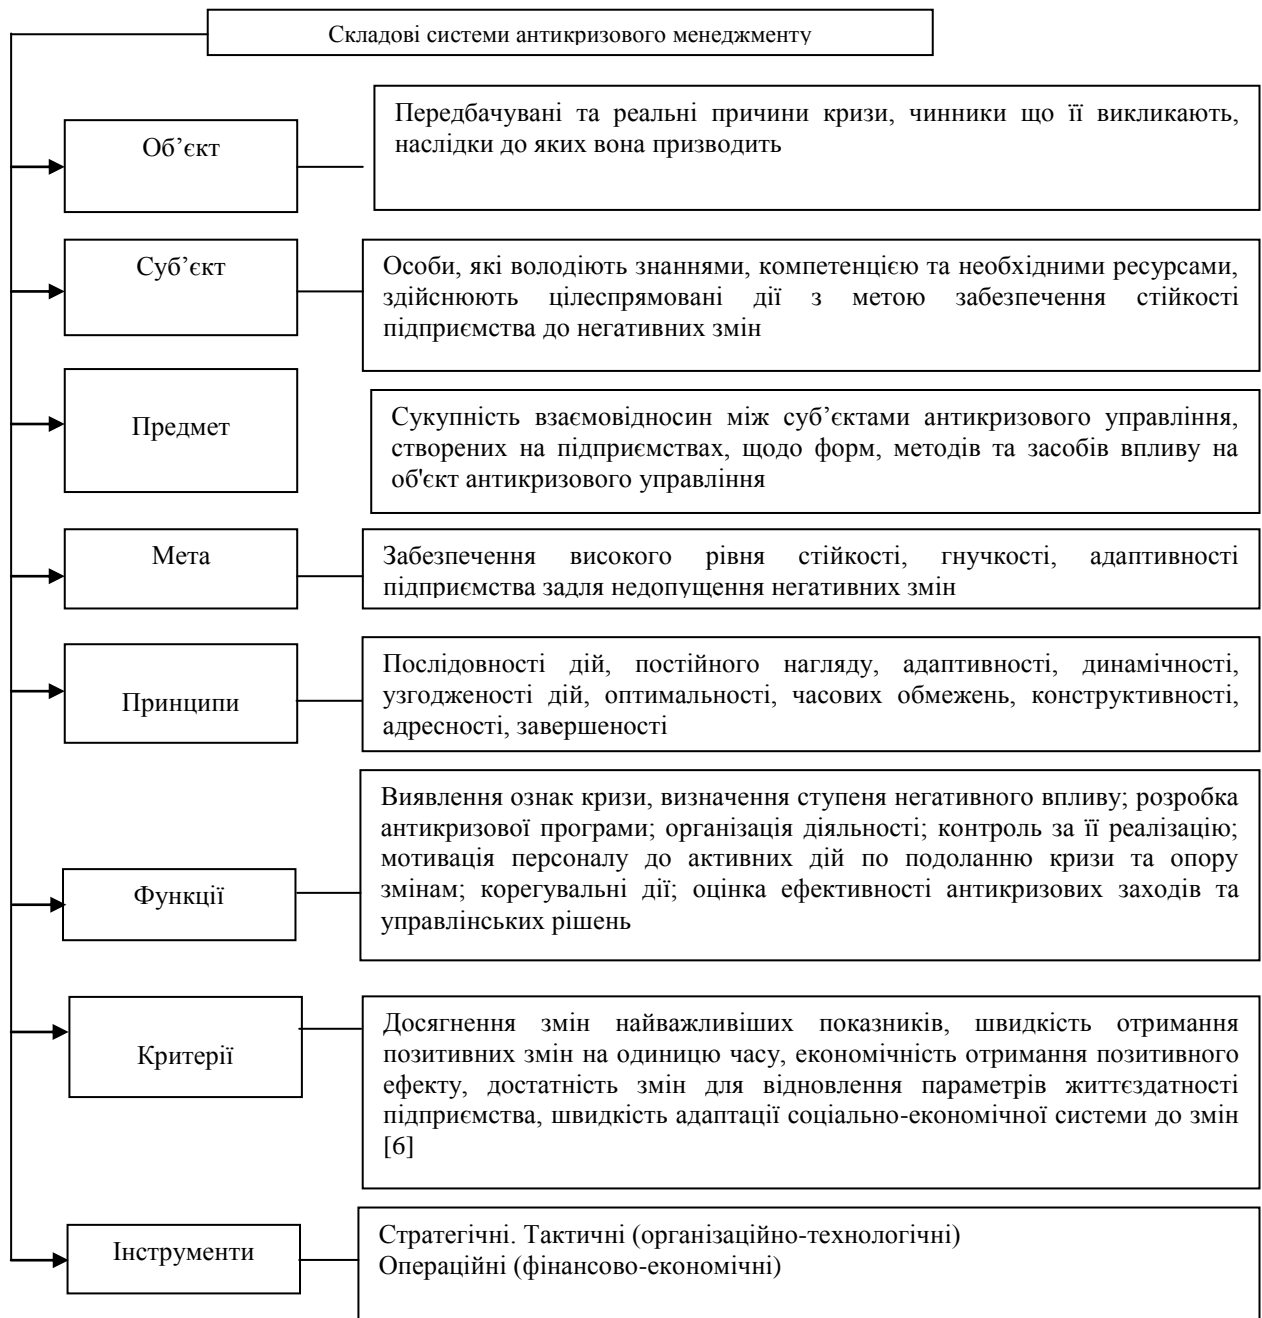 Складові системи антикризового менеджменту
Об’єкт
Передбачувані та реальні причини кризи, чинники що її викликають,
наслідки до яких вона призводить
Суб’єкт
Особи, які володіють знаннями, компетенцією та необхідними ресурсами,
здійснюють цілеспрямовані дії з метою забезпечення стійкості
підприємства до негативних змін
Предмет
Сукупність взаємовідносин між суб’єктами антикризового управління,
створених на підприємствах, щодо форм, методів та засобів впливу на
об'єкт антикризового управління
Мета
Забезпечення високого рівня стійкості, гнучкості, адаптивності
підприємства задля недопущення негативних змін
Принципи
Послідовності дій, постійного нагляду, адаптивності, динамічності,
узгодженості дій, оптимальності, часових обмежень, конструктивності,
адресності, завершеності
Функції
Виявлення ознак кризи, визначення ступеня негативного впливу; розробка
антикризової програми; організація діяльності; контроль за її реалізацію;
мотивація персоналу до активних дій по подоланню кризи та опору
змінам; корегувальні дії; оцінка ефективності антикризових заходів та
управлінських рішень
Критерії
Досягнення змін найважливіших показників, швидкість отримання
позитивних змін на одиницю часу, економічність отримання позитивного
ефекту, достатність змін для відновлення параметрів життєздатності
підприємства, швидкість адаптації соціально-економічної системи до змін
[6]
Інструменти
Стратегічні. Тактичні (організаційно-технологічні)
Операційні (фінансово-економічні)